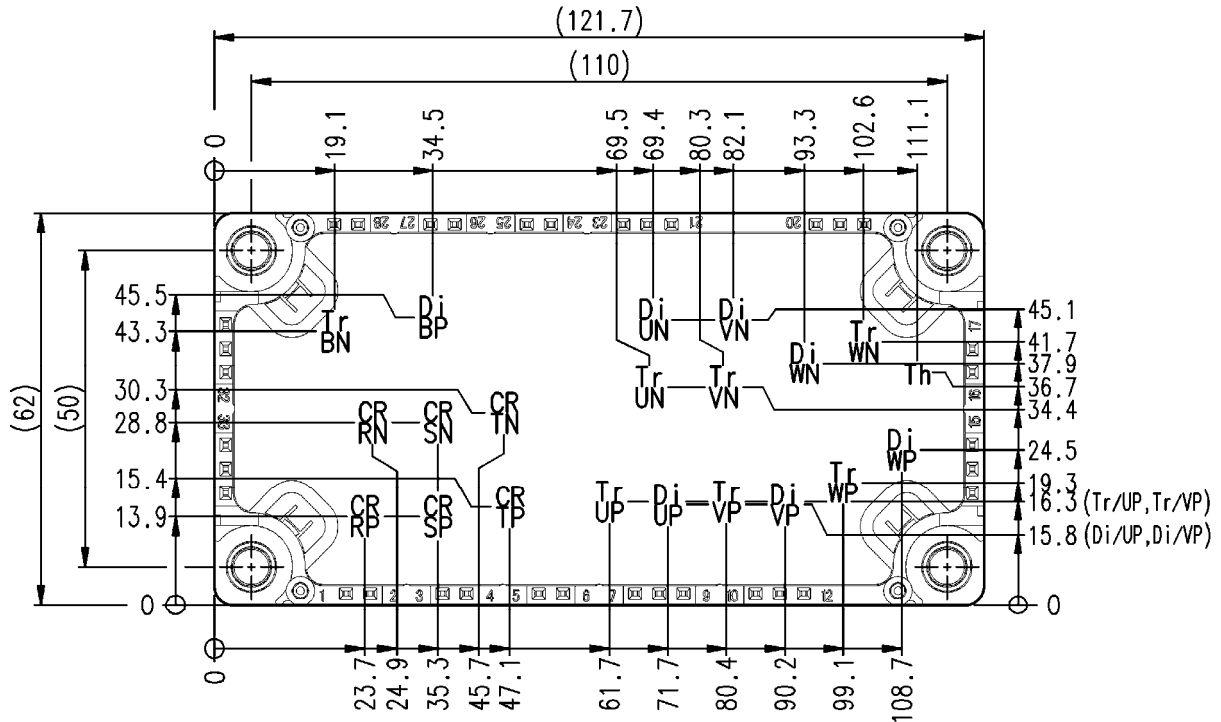 (121.7)
(110)
0
19.1
34.5
69.5
69.4
80.3
82.1
93.3
102.6
111.1
28 27 26 25 24 23 21 20
45.5
43.3
30.3
28.8
15.4
13.9
0
(62)
(50)
32
33
Di
BP
Tr
BN
Di
UN
Di
VN
Tr
WN
Di
WN
Th
Tr
UN
Tr
VN
CR
RN
CR
SN
CR
TN
Di
WP
Tr
WP
CR
RP
CR
SP
CR
TP
Tr
UP
Di
UP
Tr
VP
Di
VP
17
16
15
45.1
41.7
37.9
36.7
34.4
24.5
19.3
16.3 (Tr/UP,Tr/VP)
15.8 (Di/UP,Di/VP)
0
1 2 3 4 5 6 7 9 10 12
0
23.7
24.9
35.3
45.7
47.1
61.7
71.7
80.4
90.2
99.1
108.7